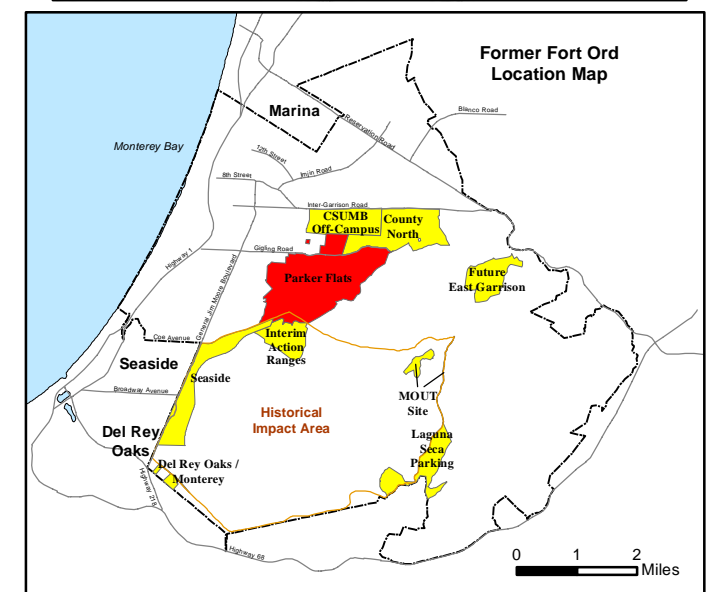 Former Fort Ord
Location Map
Marina
Blanco Road
Reservation Road
Monterey Bay
12th Street
Imjin Road
8th Street
Inter-Garrison Road
CSUMB
Off-Campus
County
North
Gigling Road
Highway 1
General Jim Moore Boulevard
Parker Flats
Future
East Garrison
Coe Avenue
Interim
Action
Ranges
Seaside
Seaside
Broadway Avenue
MOUT
Site
Historical
Impact Area
Del Rey
Oaks
Laguna
Seca
Parking
Del Rey Oaks /
Monterey
Highway 218
Highway 68
0 1 2
Miles